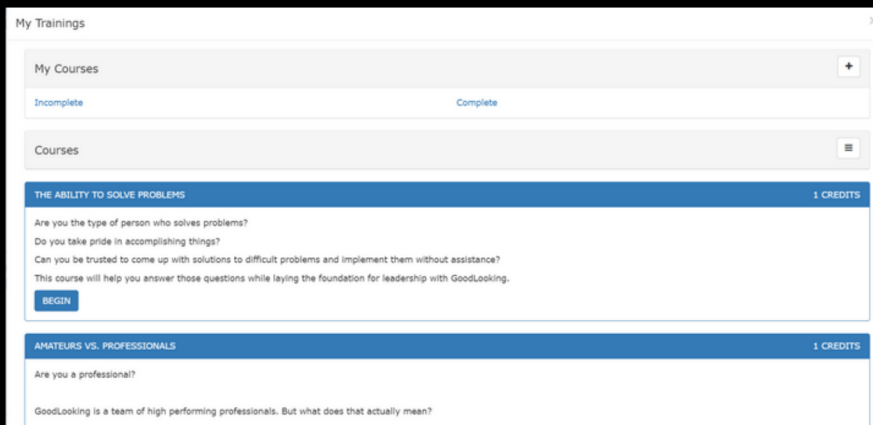 My Trainings
My Courses
Incomplete
Complete
Courses
THE ABILITY TO SOLVE PROBLEMS
1 CREDITS
Are you the type of person who solves problems?
Do you take pride in accomplishing things?
Can you be trusted to come up with solutions to difficult problems and implement them without assistance?
This course will help you answer those questions while laying the foundation for leadership with GoodLooking.
BEGIN
AMATEURS VS. PROFESSIONALS
1 CREDITS
Are you a professional?
GoodLooking is a team of high performing professionals. But what does that actually mean?